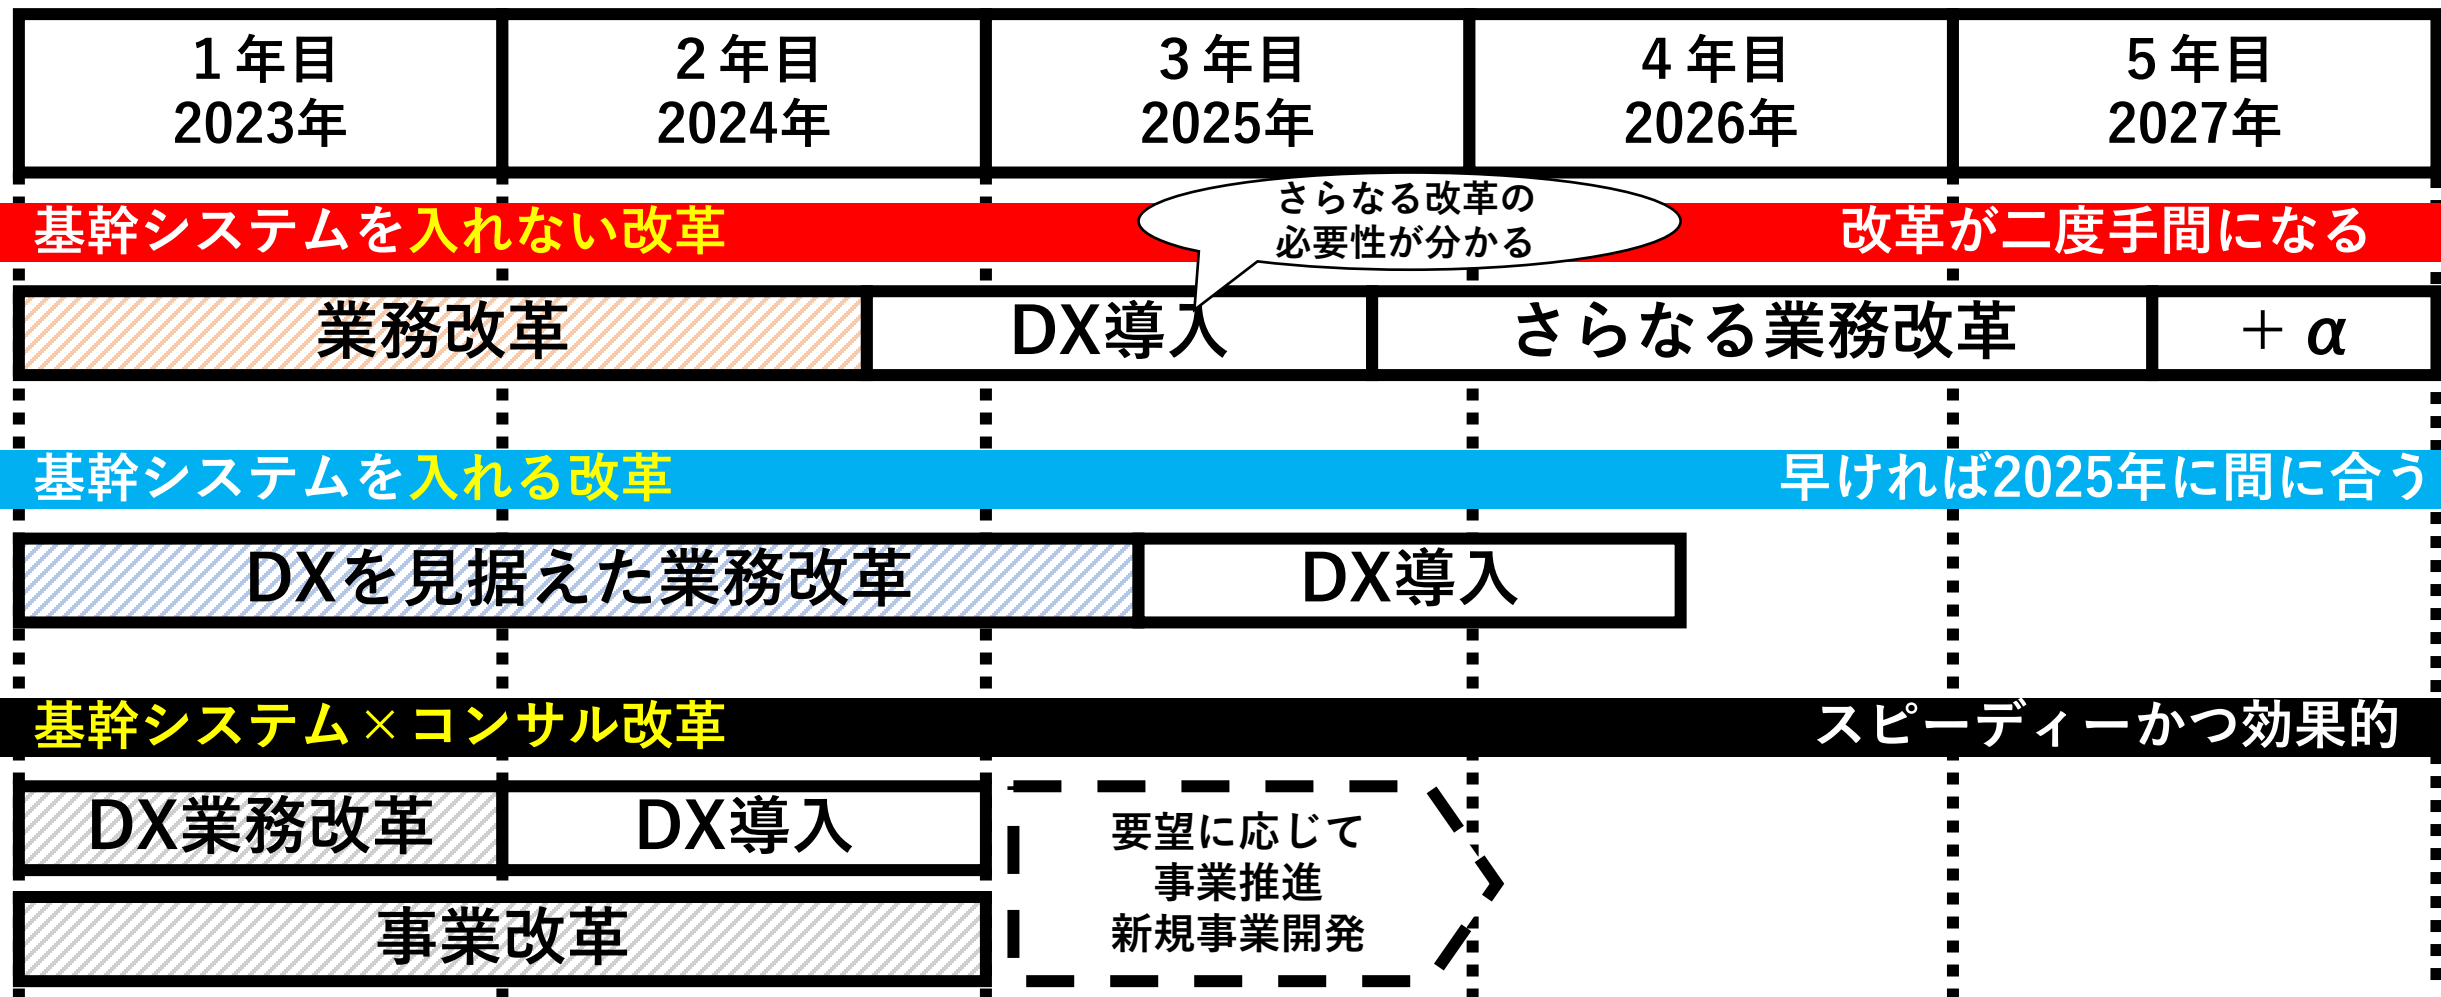 1年目
2023年
2年目
2024年
3年目
2025年
4年目
2026年
5年目
2027年
基幹システムを入れない改革
さらなる改革の
必要性が分かる
改革が二度手間になる
業務改革
DX導入
さらなる業務改革
＋α
基幹システムを入れる改革
早ければ2025年に間に合う
DXを見据えた業務改革
DX導入
基幹システム×コンサル改革
スピーディーかつ効果的
DX業務改革
DX導入
要望に応じて
事業推進
新規事業開発
事業改革